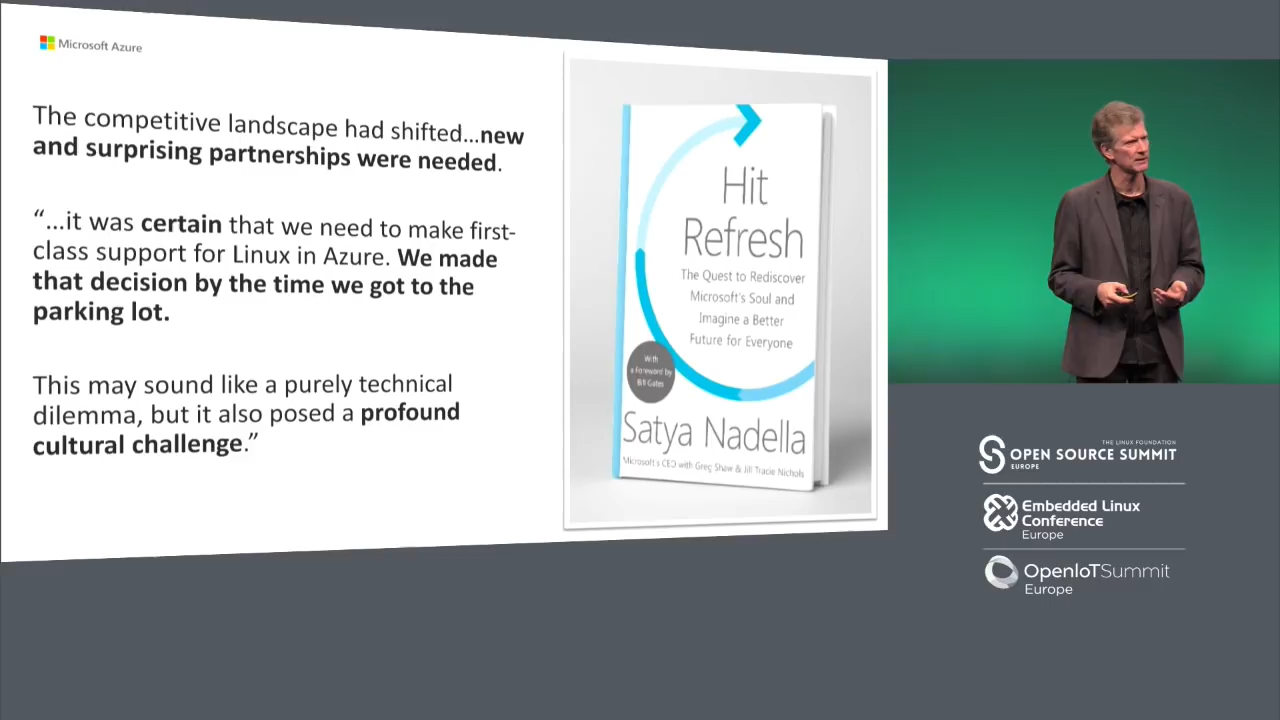 Microsoft Azure
The competitive landscape had shifted...new
and surprising partnerships were needed.
“...it was certain that we need to make first-
class support for Linux in Azure. We made
that decision by the time we got to the
parking lot.
This may sound like a purely technical
dilemma, but it also posed a profound
cultural challenge.”
Hit
Refresh
The Quest to Rediscover
Microsoft's Soul and
Imagine a Better
Future for Everyone
With
a Foreword by
Bill Gates
Satya Nadella
Microsoft's CEO with Greg Shaw & Jill Tracie Nichols
THE LINUX FOUNDATION
OPEN SOURCE SUMMIT
EUROPE
Embedded Linux
Conference
Europe
OpenIoTSummit
Europe